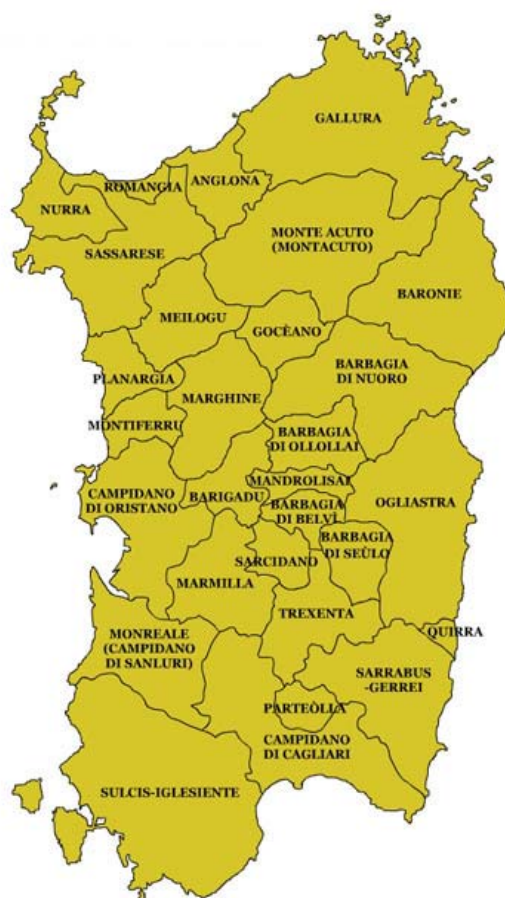 GALLURA
ROMANGIA
ANGLONA
NURRA
MONTE ACUTO
(MONTACUTO)
SASSARESE
BARONIE
MEILOGU
GOCÈANO
BARBAGIA
DI NUORO
PLANARGIA
MARGHINE
MONTIFERRU
BARBAGIA
DI OLLOLLAI
MANDROLISAI
CAMPIDANO
DI ORISTANO
BARIGADU
BARBAGIA
DI BELVÌ
OGLIASTRA
BARBAGIA
DI SEÙLO
SARCIDANO
MARMILLA
TREXENTA
QUIRRA
MONREALE
(CAMPIDANO
DI SANLURI)
SARRABUS
-GERREI
PARTEÒLLA
CAMPIDANO
DI CAGLIARI
SULCIS-IGLESIENTE